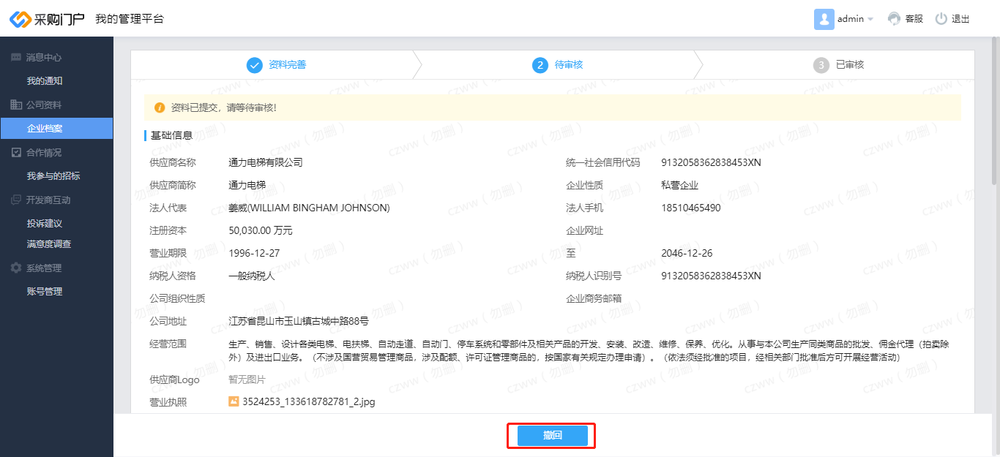 采购门户 我的管理平台 admin 客服 退出
消息中心
我的通知
公司资料
企业档案
合作情况
我参与的招标
开发商互动
投诉建议
满意度调查
系统管理
账号管理
资料完善 2 待审核 3 已审核
资料已提交，请等待审核!
基础信息
供应商名称 通力电梯有限公司 统一社会信用代码 9132058362838453XN
供应商简称 通力电梯 企业性质 私营企业
法人代表 姜威(WILLIAM BINGHAM JOHNSON) 法人手机 18510465490
注册资本 50,030.00 万元 企业网址
营业期限 1996-12-27 至 2046-12-26
纳税人资格 一般纳税人 纳税人识别号 9132058362838453XN
公司组织性质 企业商务邮箱
公司地址 江苏省昆山市玉山镇古城中路88号
经营范围 生产、销售、设计各类电梯、电扶梯、自动走道、自动门、停车系统和零部件及相关产品的开发、安装、改造、维修、保养、优化。从事与本公司生产同类商品的批发、佣金代理（拍卖除
外）及进出口业务。（不涉及国营贸易管理商品，涉及配额、许可证管理商品的，按国家有关规定办理申请）。（依法须经批准的项目，经相关部门批准后方可开展经营活动）
供应商Logo 暂无图片
营业执照 3524253_133618782781_2.jpg
撤回
czww（勿删）